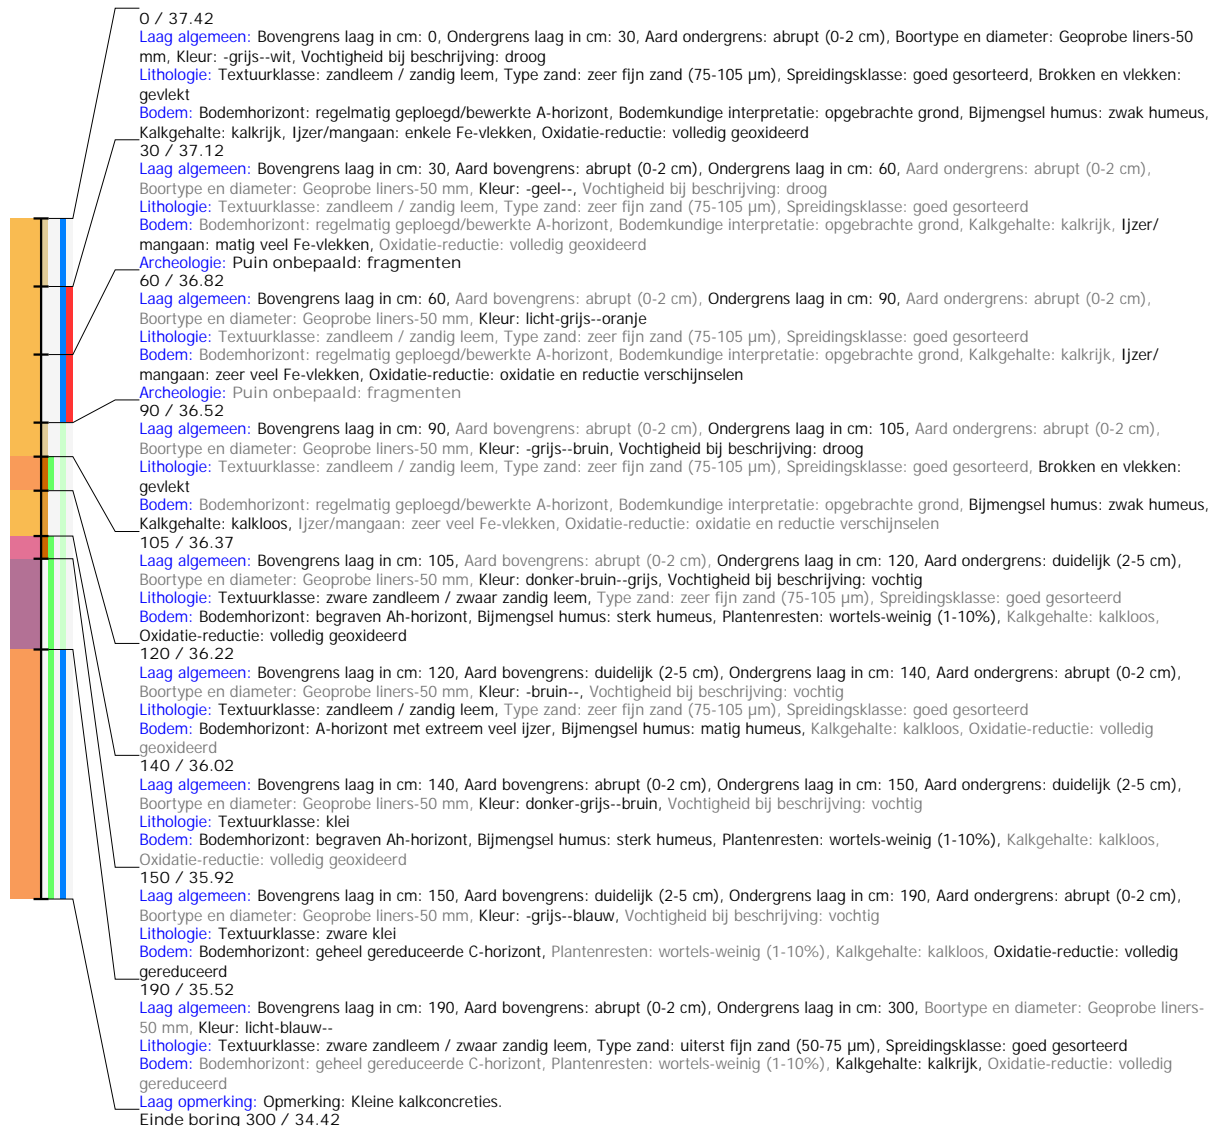 0 / 37.42
Laag algemeen: Bovengrens laag in cm: 0, Ondergrens laag in cm: 30, Aard ondergrens: abrupt (0-2 cm), Boortype en diameter: Geoprobe liners-50
mm, Kleur: -grijs--wit, Vochtigheid bij beschrijving: droog
Lithologie: Textuurklasse: zandleem / zandig leem, Type zand: zeer fijn zand (75-105 µm), Spreidingsklasse: goed gesorteerd, Brokken en vlekken:
gevlekt
Bodem: Bodemhorizont: regelmatig geploegd/bewerkte A-horizont, Bodemkundige interpretatie: opgebrachte grond, Bijmengsel humus: zwak humeus,
Kalkgehalte: kalkrijk, Ijzer/mangaan: enkele Fe-vlekken, Oxidatie-reductie: volledig geoxideerd
30 / 37.12
Laag algemeen: Bovengrens laag in cm: 30, Aard bovengrens: abrupt (0-2 cm), Ondergrens laag in cm: 60, Aard ondergrens: abrupt (0-2 cm),
Boortype en diameter: Geoprobe liners-50 mm, Kleur: -geel--, Vochtigheid bij beschrijving: droog
Lithologie: Textuurklasse: zandleem / zandig leem, Type zand: zeer fijn zand (75-105 µm), Spreidingsklasse: goed gesorteerd
Bodem: Bodemhorizont: regelmatig geploegd/bewerkte A-horizont, Bodemkundige interpretatie: opgebrachte grond, Kalkgehalte: kalkrijk, Ijzer/
mangaan: matig veel Fe-vlekken, Oxidatie-reductie: volledig geoxideerd
Archeologie: Puin onbepaald: fragmenten
60 / 36.82
Laag algemeen: Bovengrens laag in cm: 60, Aard bovengrens: abrupt (0-2 cm), Ondergrens laag in cm: 90, Aard ondergrens: abrupt (0-2 cm),
Boortype en diameter: Geoprobe liners-50 mm, Kleur: licht-grijs--oranje
Lithologie: Textuurklasse: zandleem / zandig leem, Type zand: zeer fijn zand (75-105 µm), Spreidingsklasse: goed gesorteerd
Bodem: Bodemhorizont: regelmatig geploegd/bewerkte A-horizont, Bodemkundige interpretatie: opgebrachte grond, Kalkgehalte: kalkrijk, Ijzer/
mangaan: zeer veel Fe-vlekken, Oxidatie-reductie: oxidatie en reductie verschijnselen
Archeologie: Puin onbepaald: fragmenten
90 / 36.52
Laag algemeen: Bovengrens laag in cm: 90, Aard bovengrens: abrupt (0-2 cm), Ondergrens laag in cm: 105, Aard ondergrens: abrupt (0-2 cm),
Boortype en diameter: Geoprobe liners-50 mm, Kleur: -grijs--bruin, Vochtigheid bij beschrijving: droog
Lithologie: Textuurklasse: zandleem / zandig leem, Type zand: zeer fijn zand (75-105 µm), Spreidingsklasse: goed gesorteerd, Brokken en vlekken:
gevlekt
Bodem: Bodemhorizont: regelmatig geploegd/bewerkte A-horizont, Bodemkundige interpretatie: opgebrachte grond, Bijmengsel humus: zwak humeus,
Kalkgehalte: kalkloos, Ijzer/mangaan: zeer veel Fe-vlekken, Oxidatie-reductie: oxidatie en reductie verschijnselen
105 / 36.37
Laag algemeen: Bovengrens laag in cm: 105, Aard bovengrens: abrupt (0-2 cm), Ondergrens laag in cm: 120, Aard ondergrens: duidelijk (2-5 cm),
Boortype en diameter: Geoprobe liners-50 mm, Kleur: donker-bruin--grijs, Vochtigheid bij beschrijving: vochtig
Lithologie: Textuurklasse: zware zandleem / zwaar zandig leem, Type zand: zeer fijn zand (75-105 µm), Spreidingsklasse: goed gesorteerd
Bodem: Bodemhorizont: begraven Ah-horizont, Bijmengsel humus: sterk humeus, Plantenresten: wortels-weinig (1-10%), Kalkgehalte: kalkloos,
Oxidatie-reductie: volledig geoxideerd
120 / 36.22
Laag algemeen: Bovengrens laag in cm: 120, Aard bovengrens: duidelijk (2-5 cm), Ondergrens laag in cm: 140, Aard ondergrens: abrupt (0-2 cm),
Boortype en diameter: Geoprobe liners-50 mm, Kleur: -bruin--, Vochtigheid bij beschrijving: vochtig
Lithologie: Textuurklasse: zandleem / zandig leem, Type zand: zeer fijn zand (75-105 µm), Spreidingsklasse: goed gesorteerd
Bodem: Bodemhorizont: A-horizont met extreem veel ijzer, Bijmengsel humus: matig humeus, Kalkgehalte: kalkloos, Oxidatie-reductie: volledig
geoxideerd
140 / 36.02
Laag algemeen: Bovengrens laag in cm: 140, Aard bovengrens: abrupt (0-2 cm), Ondergrens laag in cm: 150, Aard ondergrens: duidelijk (2-5 cm),
Boortype en diameter: Geoprobe liners-50 mm, Kleur: donker-grijs--bruin, Vochtigheid bij beschrijving: vochtig
Lithologie: Textuurklasse: klei
Bodem: Bodemhorizont: begraven Ah-horizont, Bijmengsel humus: sterk humeus, Plantenresten: wortels-weinig (1-10%), Kalkgehalte: kalkloos,
Oxidatie-reductie: volledig geoxideerd
150 / 35.92
Laag algemeen: Bovengrens laag in cm: 150, Aard bovengrens: duidelijk (2-5 cm), Ondergrens laag in cm: 190, Aard ondergrens: abrupt (0-2 cm),
Boortype en diameter: Geoprobe liners-50 mm, Kleur: -grijs--blauw, Vochtigheid bij beschrijving: vochtig
Lithologie: Textuurklasse: zware klei
Bodem: Bodemhorizont: geheel gereduceerde C-horizont, Plantenresten: wortels-weinig (1-10%), Kalkgehalte: kalkloos, Oxidatie-reductie: volledig
gereduceerd
190 / 35.52
Laag algemeen: Bovengrens laag in cm: 190, Aard bovengrens: abrupt (0-2 cm), Ondergrens laag in cm: 300, Boortype en diameter: Geoprobe liners-
50 mm, Kleur: licht-blauw--
Lithologie: Textuurklasse: zware zandleem / zwaar zandig leem, Type zand: uiterst fijn zand (50-75 µm), Spreidingsklasse: goed gesorteerd
Bodem: Bodemhorizont: geheel gereduceerde C-horizont, Plantenresten: wortels-weinig (1-10%), Kalkgehalte: kalkrijk, Oxidatie-reductie: volledig
gereduceerd
Laag opmerking: Opmerking: Kleine kalkconcreties.
Einde boring 300 / 34.42